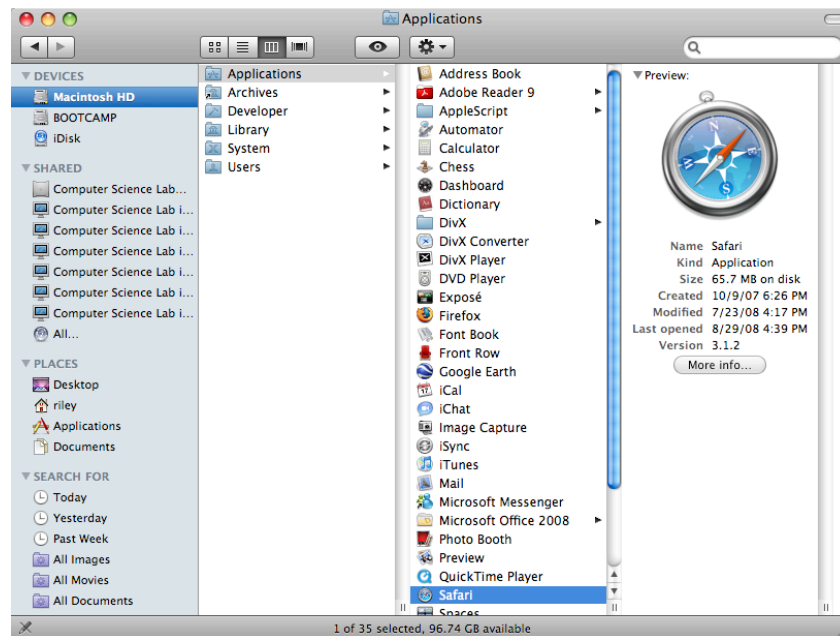 Applications
DEVICES
Macintosh HD
BOOTCAMP
iDisk
SHARED
Computer Science Lab...
Computer Science Lab i...
Computer Science Lab i...
Computer Science Lab i...
Computer Science Lab i...
Computer Science Lab i...
Computer Science Lab i...
All...
PLACES
Desktop
riley
Applications
Documents
SEARCH FOR
Today
Yesterday
Past Week
All Images
All Movies
All Documents
Applications
Archives
Developer
Library
System
Users
Address Book
Adobe Reader 9
AppleScript
Automator
Calculator
Chess
Dashboard
Dictionary
DivX
DivX Converter
DivX Player
DVD Player
Exposé
Firefox
Font Book
Front Row
Google Earth
iCal
iChat
Image Capture
iSync
iTunes
Mail
Microsoft Messenger
Microsoft Office 2008
Photo Booth
Preview
QuickTime Player
Safari
Spaces
Preview:
Name Safari
Kind Application
Size 65.7 MB on disk
Created 10/9/07 6:26 PM
Modified 7/23/08 4:17 PM
Last opened 8/29/08 4:39 PM
Version 3.1.2
More info...
1 of 35 selected, 96.74 GB available